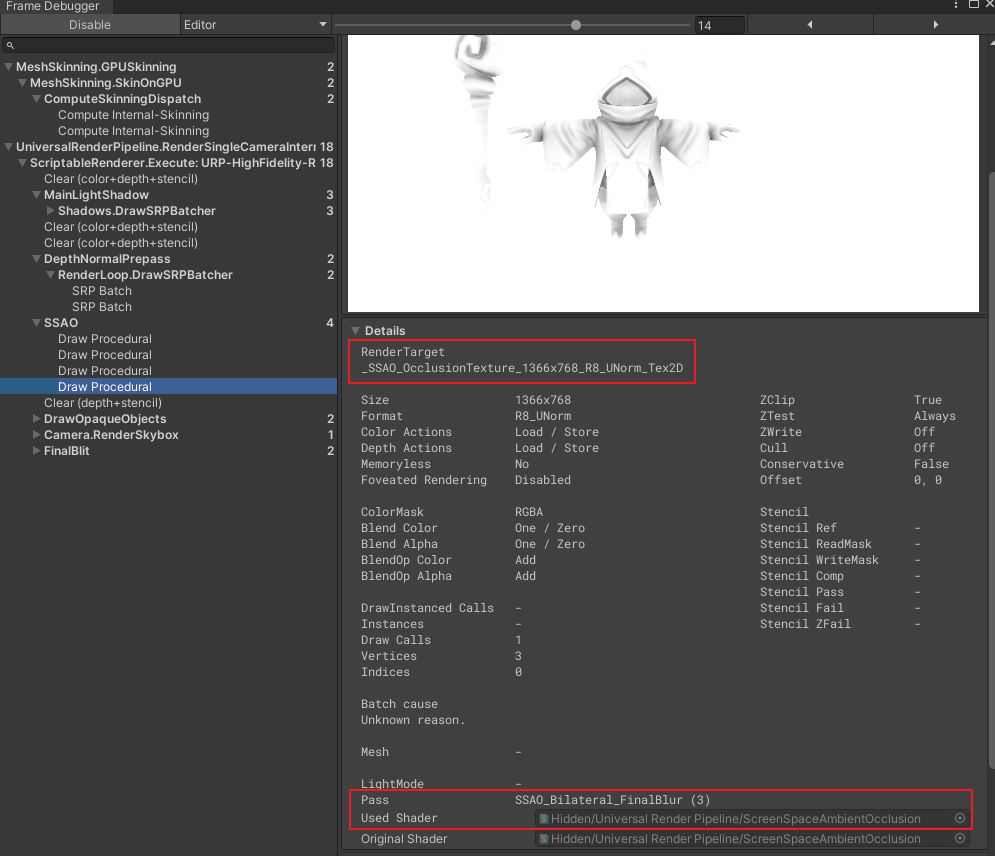 Frame Debugger
Disable
Editor
14
MeshSkinning.GPUSkinning 2
MeshSkinning.SkinOnGPU 2
ComputeSkinningDispatch 2
Compute Internal-Skinning
Compute Internal-Skinning
UniversalRenderPipeline.RenderSingleCameraInterr 18
ScriptableRenderer.Execute: URP-HighFidelity-R 18
Clear (color+depth+stencil)
MainLightShadow 3
Shadows.DrawSRPBatcher 3
Clear (color+depth+stencil)
Clear (color+depth+stencil)
DepthNormalPrepass 2
RenderLoop.DrawSRPBatcher 2
SRP Batch
SRP Batch
SSAO 4
Draw Procedural
Draw Procedural
Draw Procedural
Draw Procedural
Clear (depth+stencil)
DrawOpaqueObjects 2
Camera.RenderSkybox 1
FinalBlit 2
Details
RenderTarget
_SSAO_OcclusionTexture_1366x768_R8_UNorm_Tex2D
Size 1366x768 ZClip True
Format R8_UNorm ZTest Always
Color Actions Load / Store ZWrite Off
Depth Actions Load / Store Cull Off
Memoryless No Conservative False
Foveated Rendering Disabled Offset 0, 0
ColorMask RGBA Stencil
Blend Color One / Zero Stencil Ref -
Blend Alpha One / Zero Stencil ReadMask -
BlendOp Color Add Stencil WriteMask -
BlendOp Alpha Add Stencil Comp -
Stencil Pass -
DrawInstanced Calls - Stencil Fail -
Instances - Stencil ZFail -
Draw Calls 1
Vertices 3
Indices 0
Batch cause
Unknown reason.
Mesh -
LightMode -
Pass SSAO_Bilateral_FinalBlur (3)
Used Shader Hidden/Universal Render Pipeline/ScreenSpaceAmbientOcclusion
Original Shader Hidden/Universal Render Pipeline/ScreenSpaceAmbientOcclusion